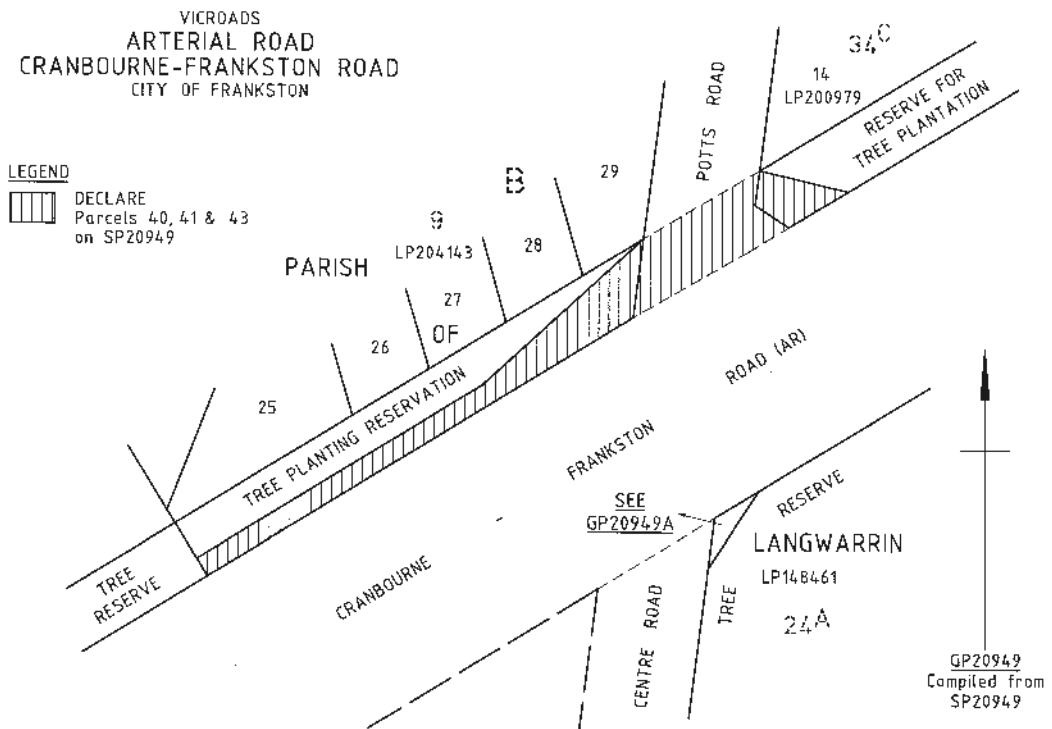 VICROADS
ARTERIAL ROAD
CRANBOURNE-FRANKSTON ROAD
CITY OF FRANKSTON
LEGEND
DECLARE
Parcels 40, 41 & 43
on SP20949
34C
14
LP200979
RESERVE FOR
TREE PLANTATION
POTTS ROAD
29
B
9
LP204143
28
PARISH
27
OF
26
25
TREE PLANTING RESERVATION
TREE
RESERVE
ROAD (AR)
FRANKSTON
CRANBOURNE
SEE
GP20949A
RESERVE
LANGWARRIN
LP148461
TREE
24A
CENTRE ROAD
GP20949
Compiled from
SP20949